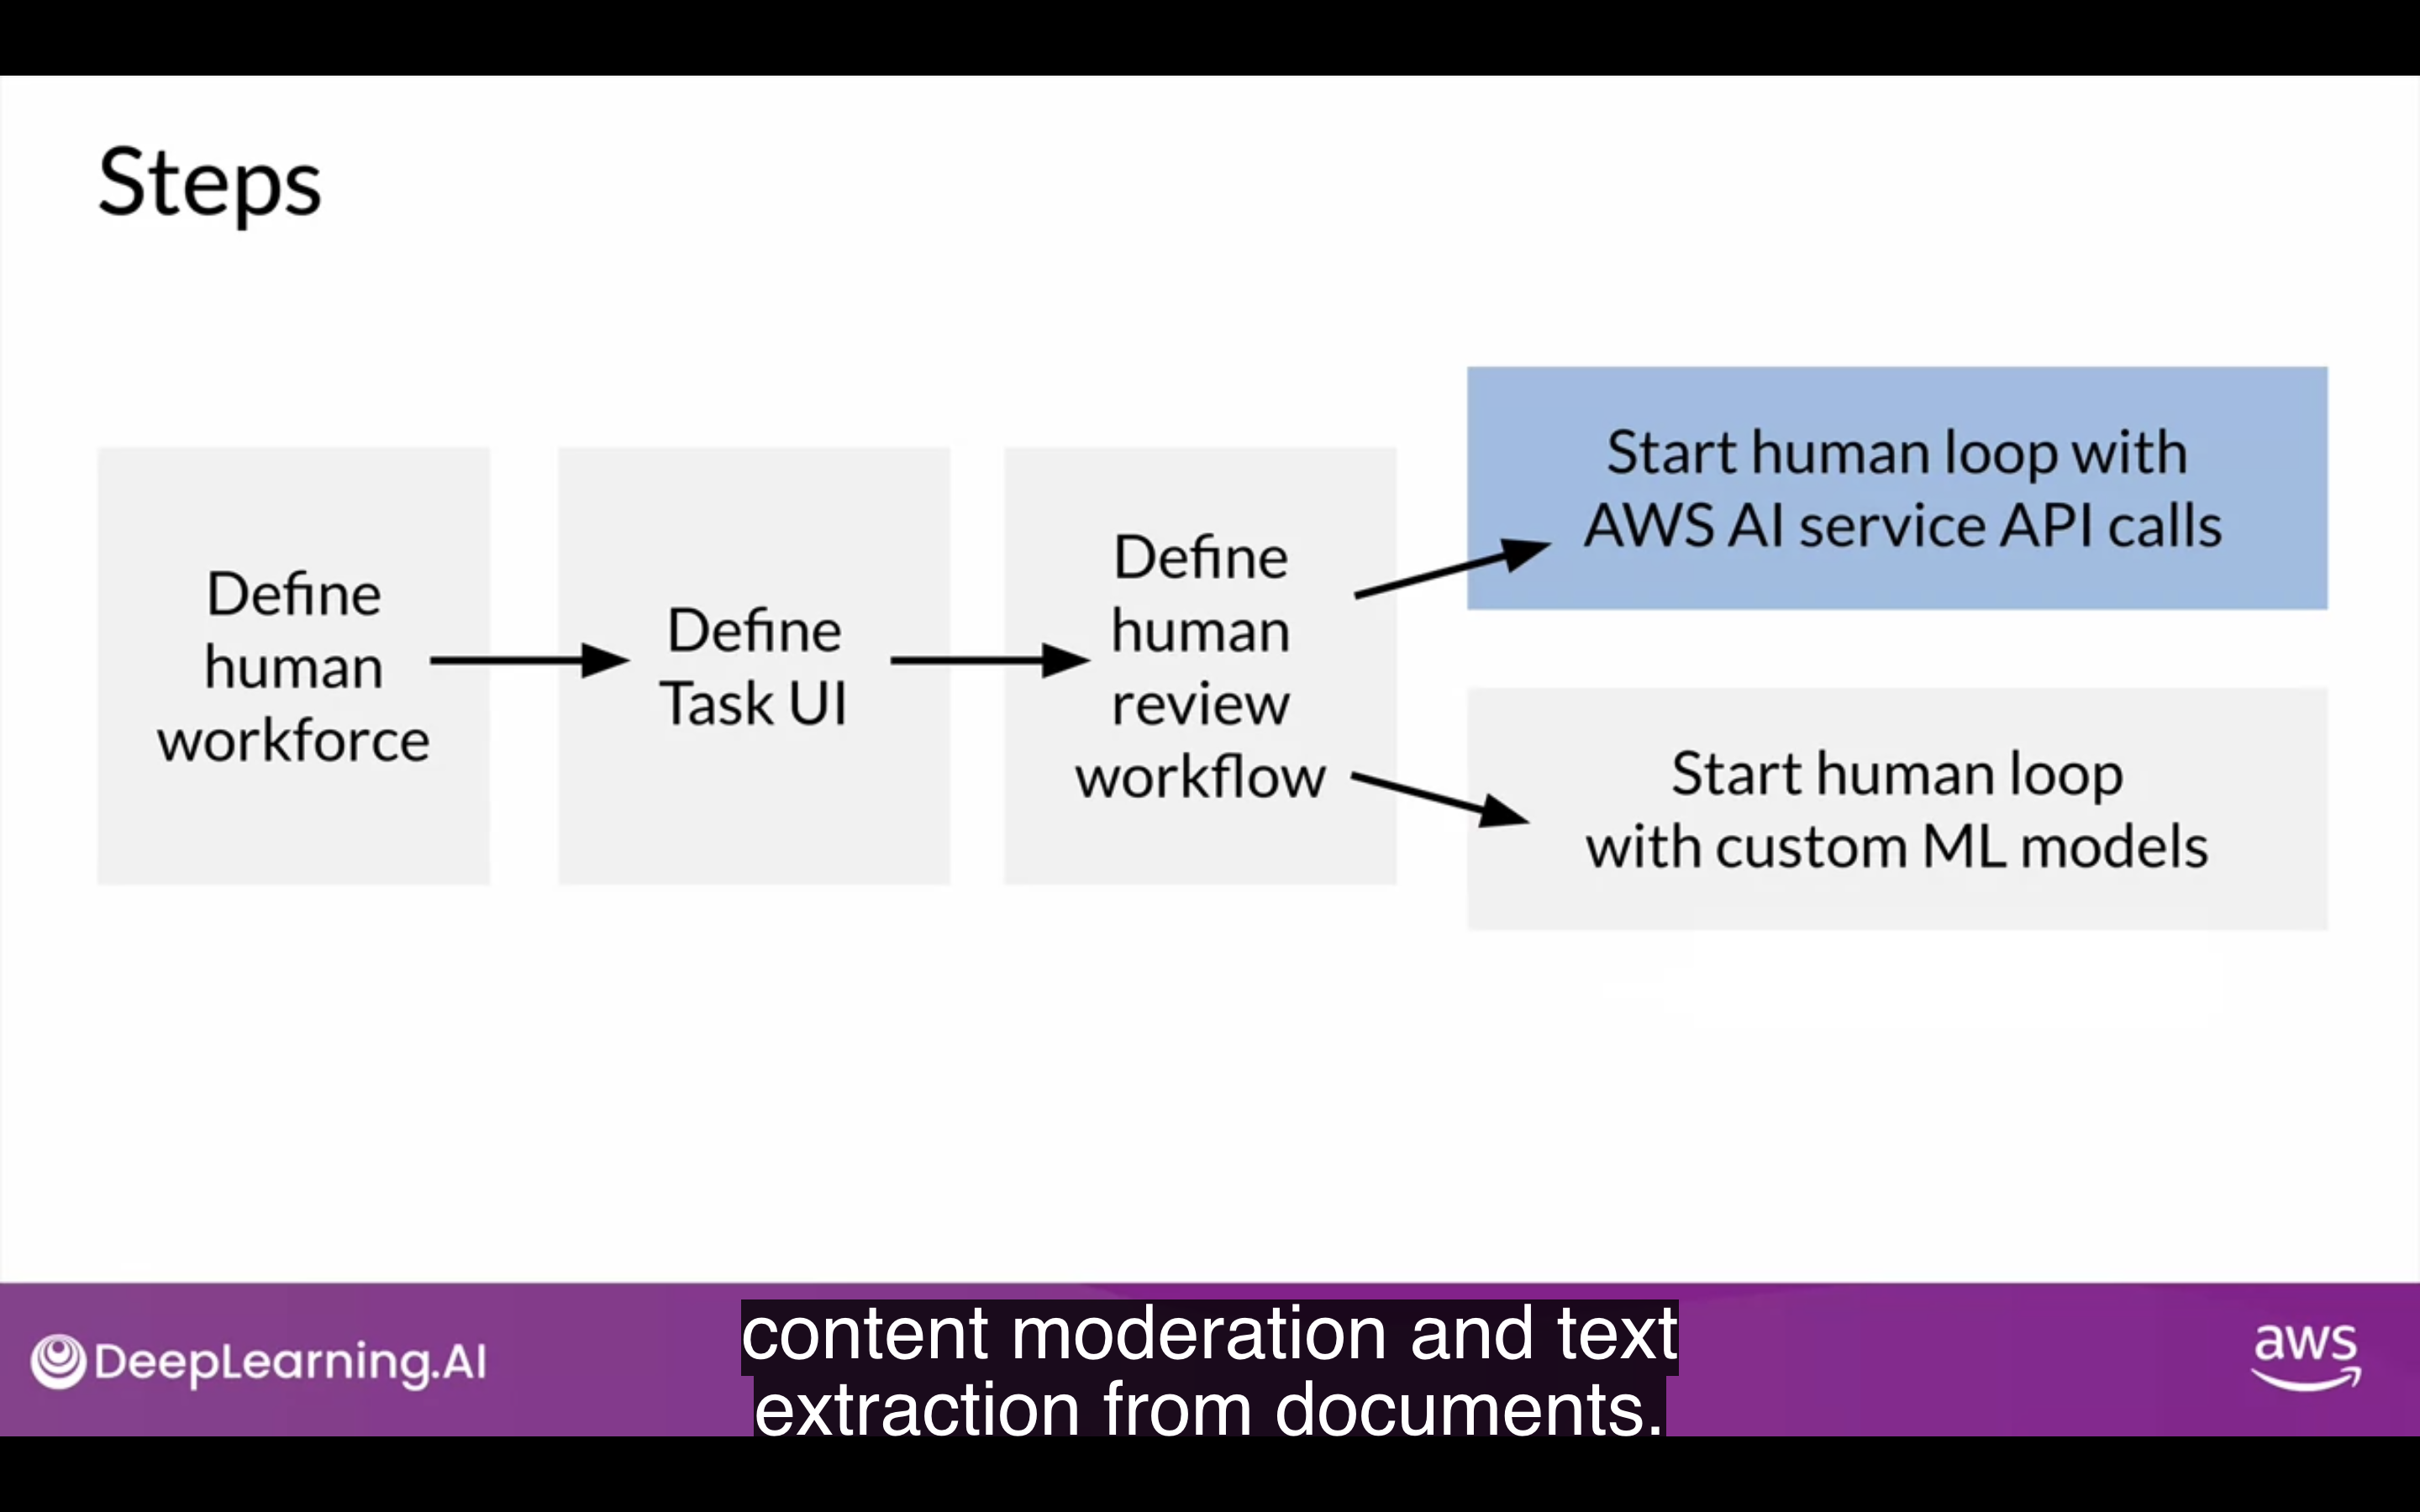 Steps
Define
human
workforce
Define
Task UI
Define
human
review
workflow
Start human loop with
AWS AI service API calls
Start human loop
with custom ML models
DeepLearning.AI
content moderation and text
extraction from documents.
aws